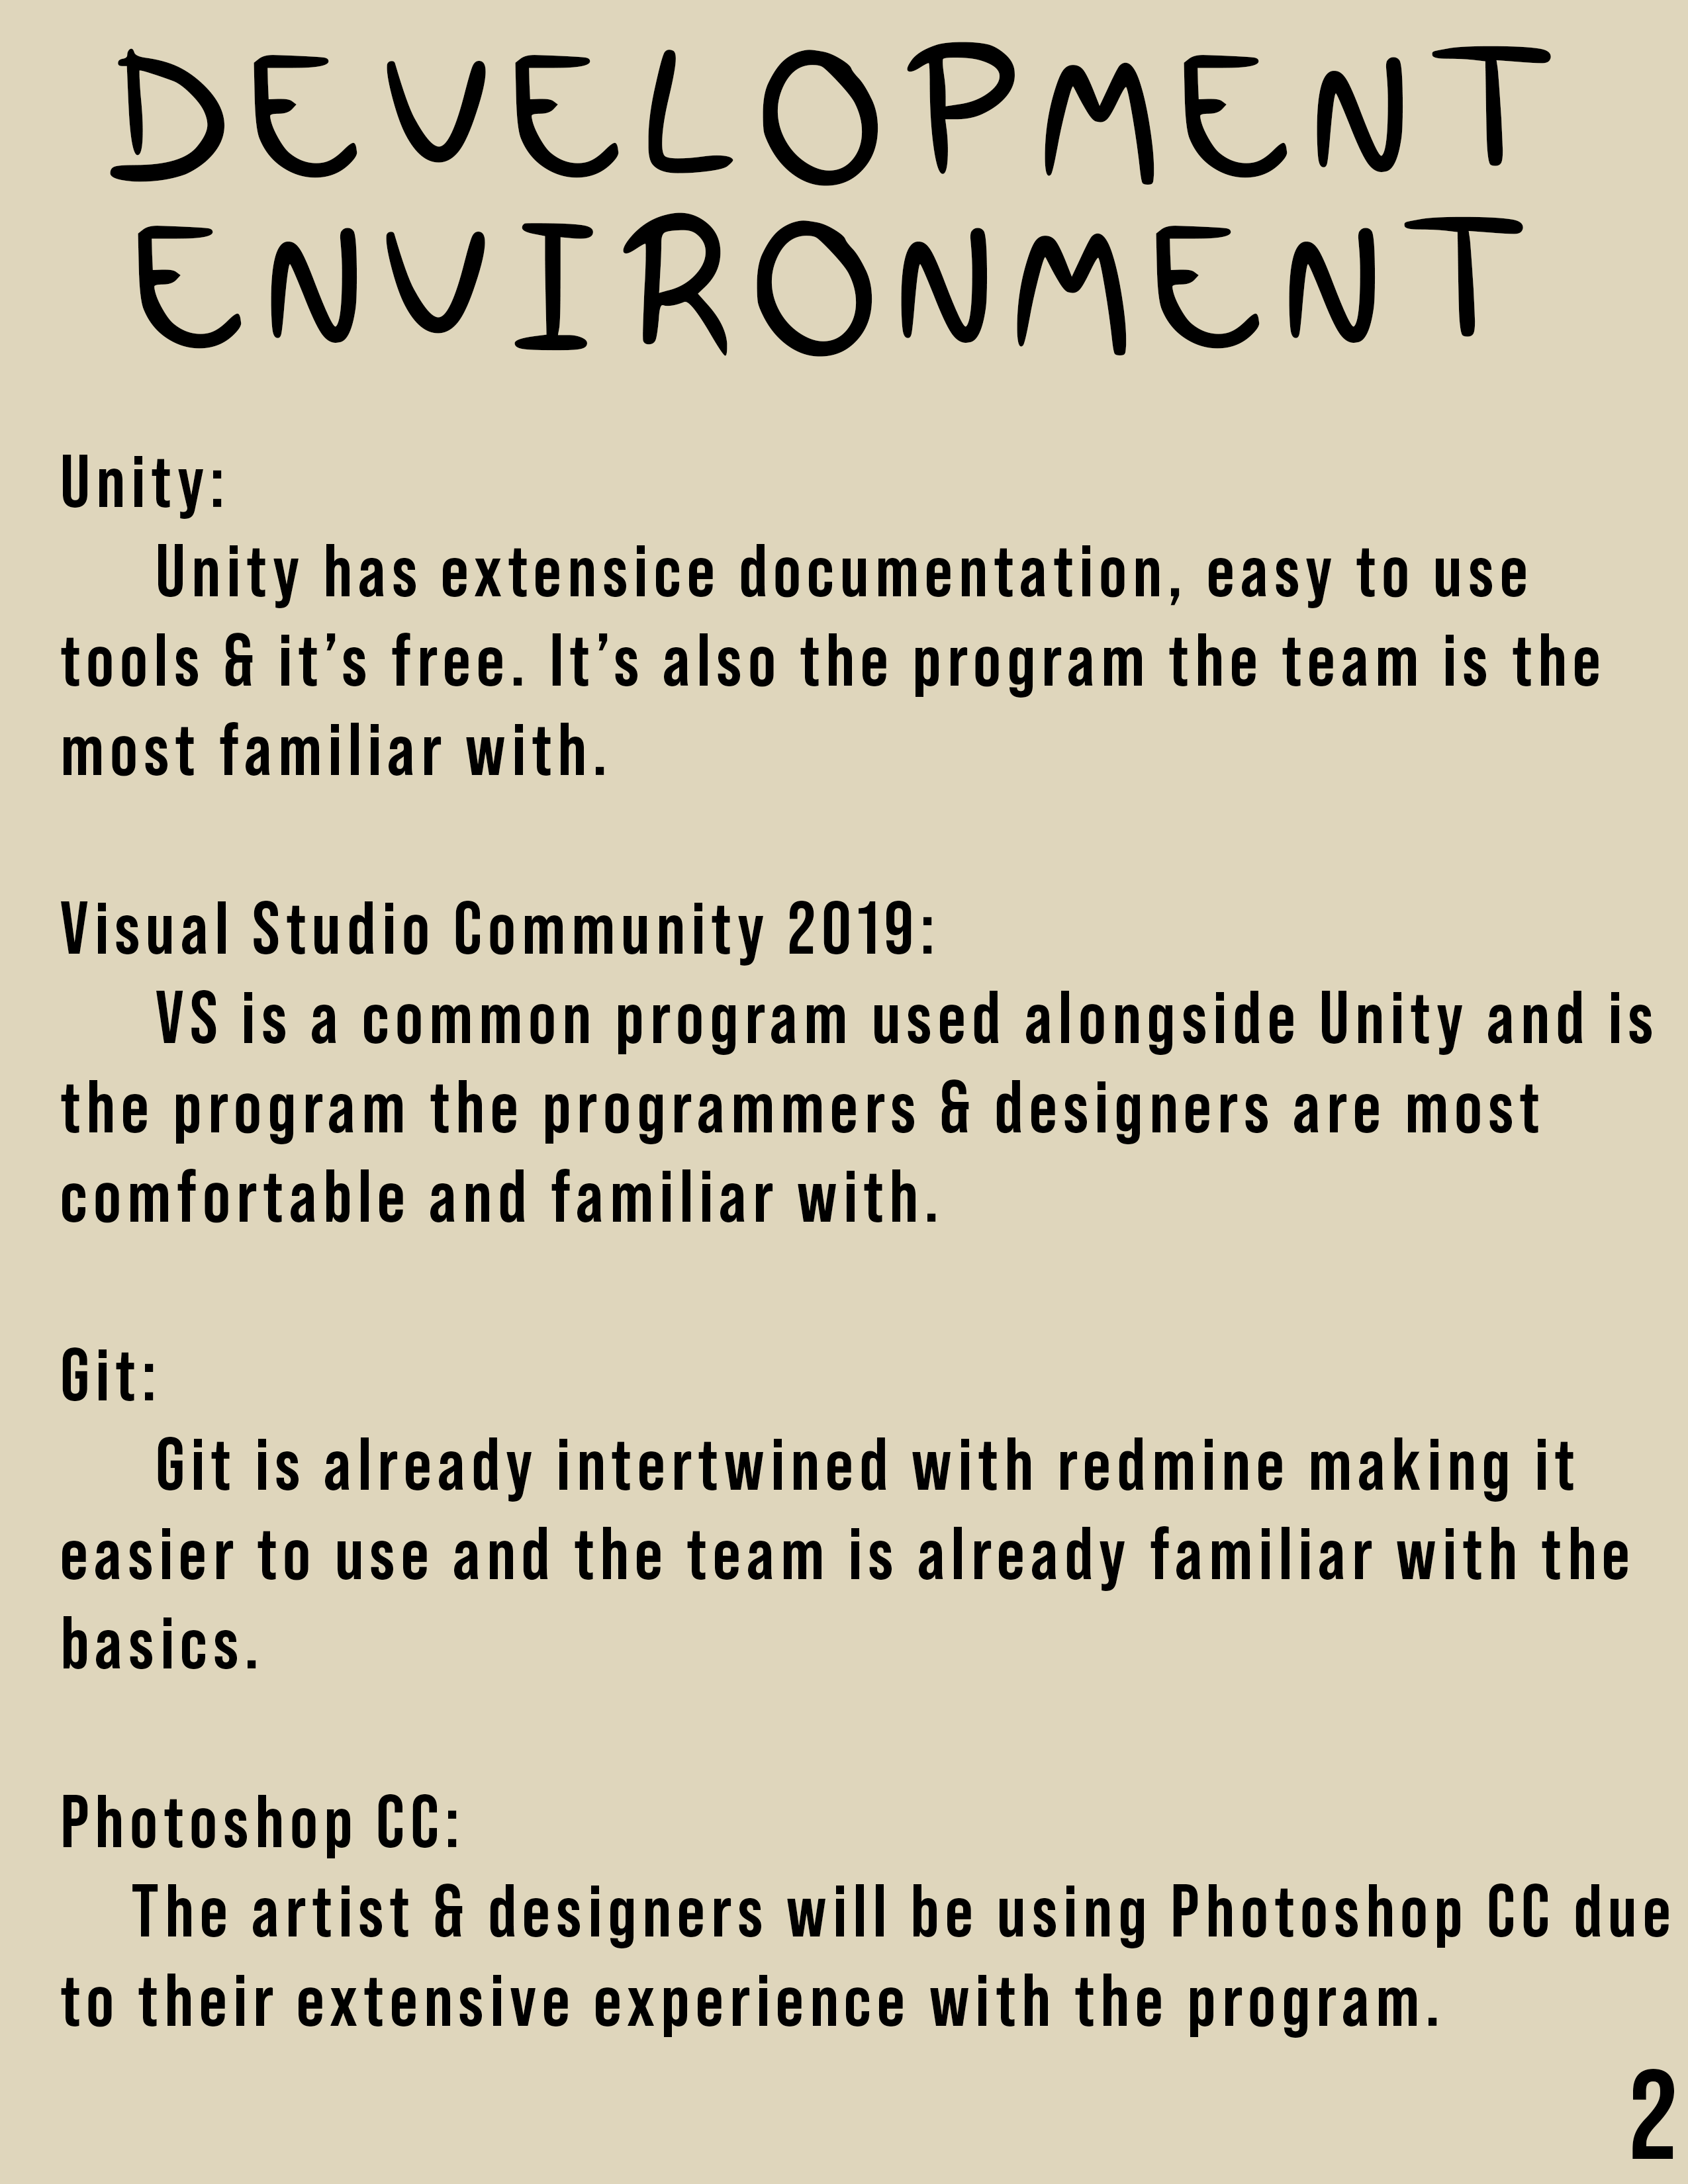 DEVELOPMENT
ENVIRONMENT
Unity:
Unity has extensice documentation, easy to use
tools & it’s free. It’s also the program the team is the
most familiar with.
Visual Studio Community 2019:
VS is a common program used alongside Unity and is
the program the programmers & designers are most
comfortable and familiar with.
Git:
Git is already intertwined with redmine making it
easier to use and the team is already familiar with the
basics.
Photoshop CC:
The artist & designers will be using Photoshop CC due
to their extensive experience with the program.
2